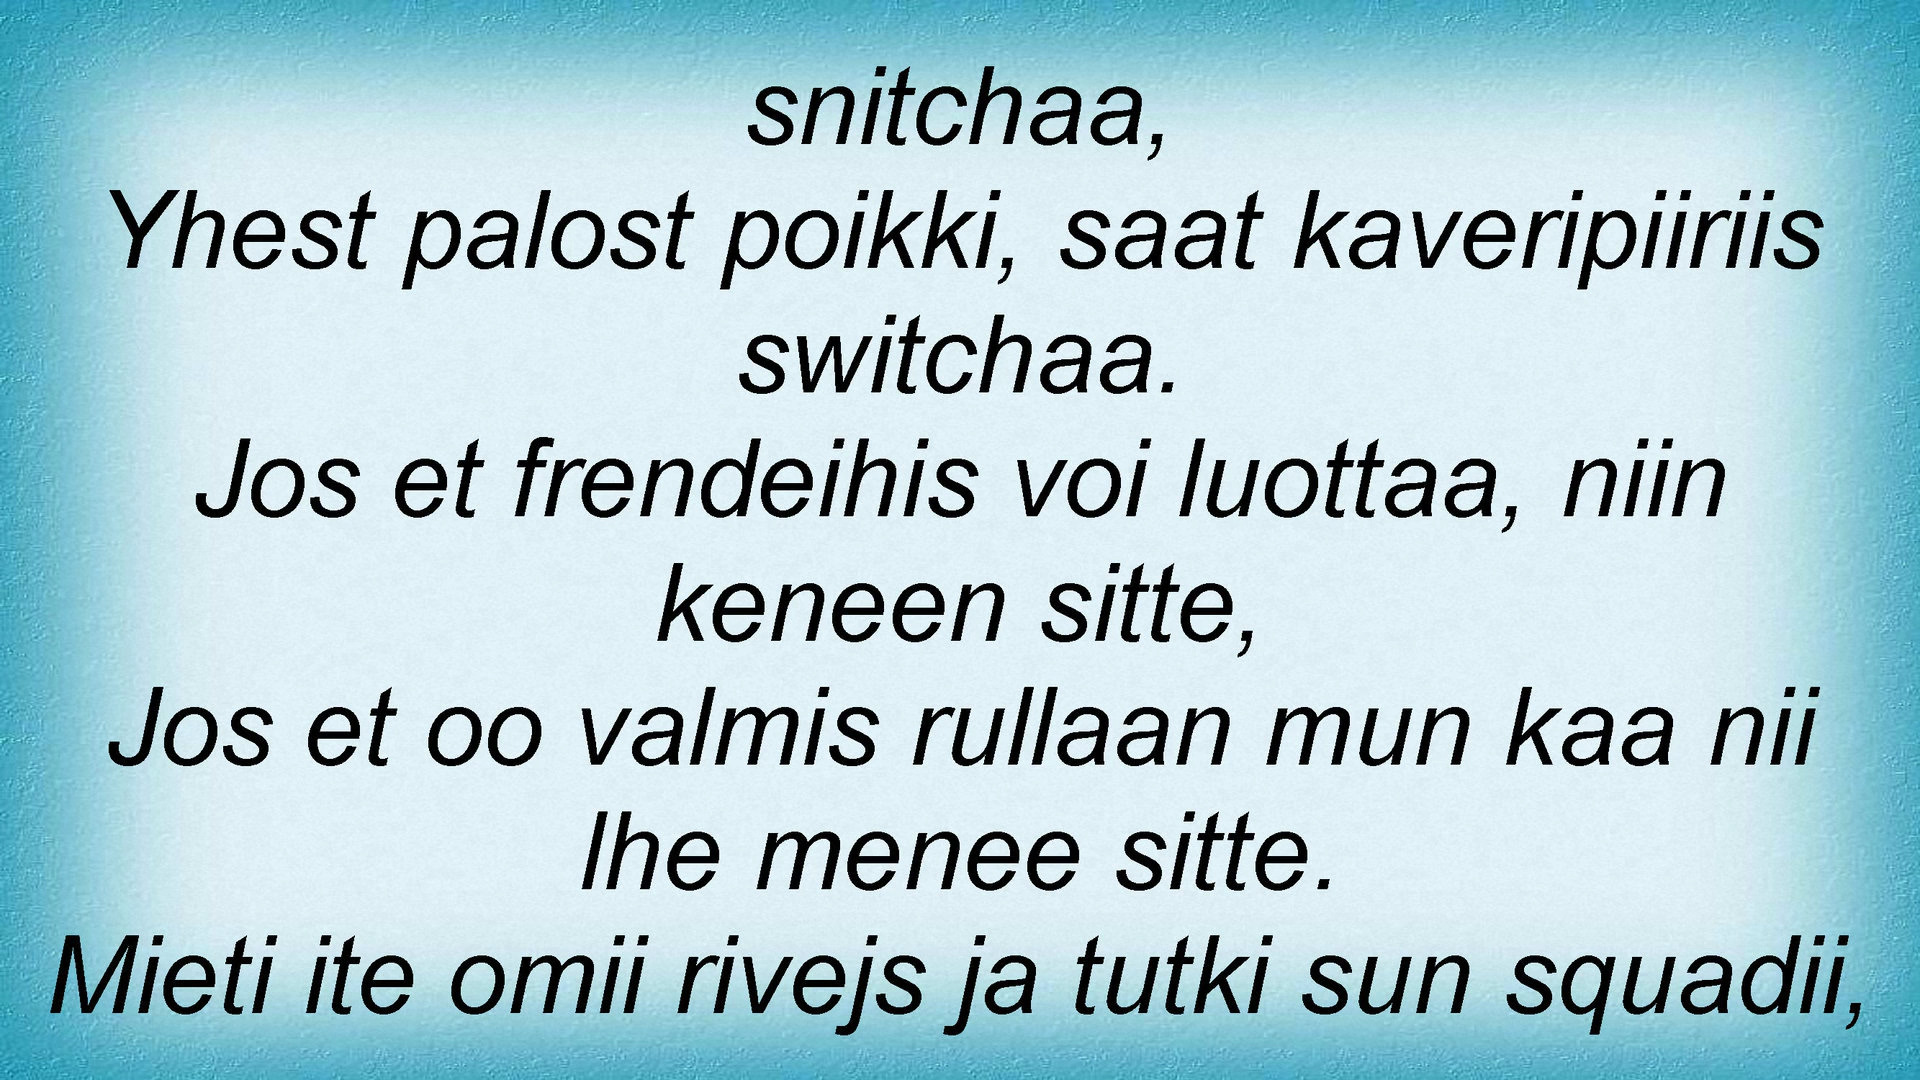 snitchaa,
Yhest palost poikki, saat kaveripiiriis
switchaa.
Jos et frendeihis voi luottaa, niin
keneen sitte,
Jos et oo valmis rullaan mun kaa nii
lhe menee sitte.
Mieti ite omii rivejs ja tutki sun squadii,